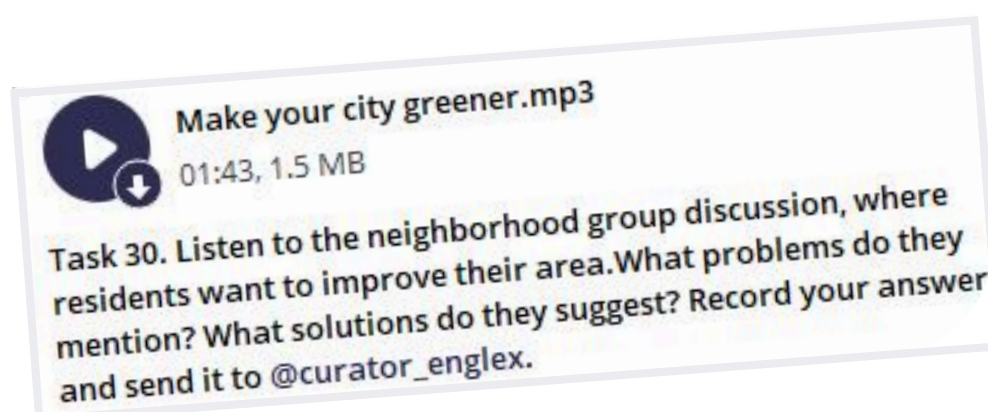 Make your city greener.mp3
01:43, 1.5 MB
Task 30. Listen to the neighborhood group discussion, where
residents want to improve their area.What problems do they
mention? What solutions do they suggest? Record your answer
and send it to @curator_englex.